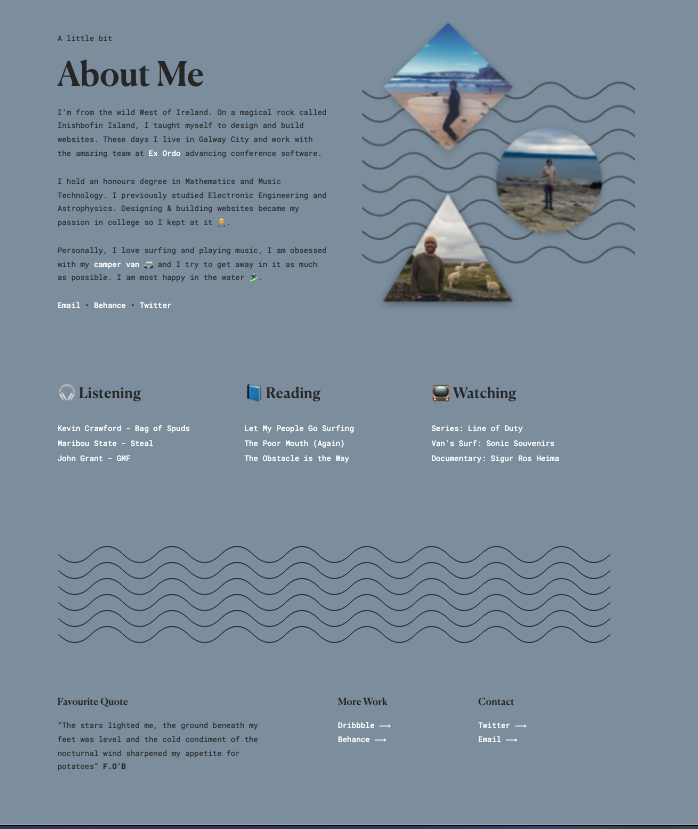 A little bit
About Me
I'm from the wild West of Ireland. On a magical rock called
Inishbofin Island, I taught myself to design and build
websites. These days I live in Galway City and work with
the amazing team at Ex Ordo advancing conference software.
I hold an honours degree in Mathematics and Music
Technology. I previously studied Electronic Engineering and
Astrophysics. Designing & building websites became my
passion in college so I kept at it 👨‍💻.
Personally, I love surfing and playing music, I am obsessed
with my camper van 🚐 and I try to get away in it as much
as possible. I am most happy in the water 🏄‍♂️.
Email • Behance • Twitter
🎧 Listening
Kevin Crawford - Bag of Spuds
Maribou State - Steal
John Grant - GMF
📘 Reading
Let My People Go Surfing
The Poor Mouth (Again)
The Obstacle is the Way
📺 Watching
Series: Line of Duty
Van's Surf: Sonic Souvenirs
Documentary: Sigur Ros Heima
Favourite Quote
"The stars lighted me, the ground beneath my
feet was level and the cold condiment of the
nocturnal wind sharpened my appetite for
potatoes" F.O'B
More Work
Dribbble ⟶
Behance ⟶
Contact
Twitter ⟶
Email ⟶